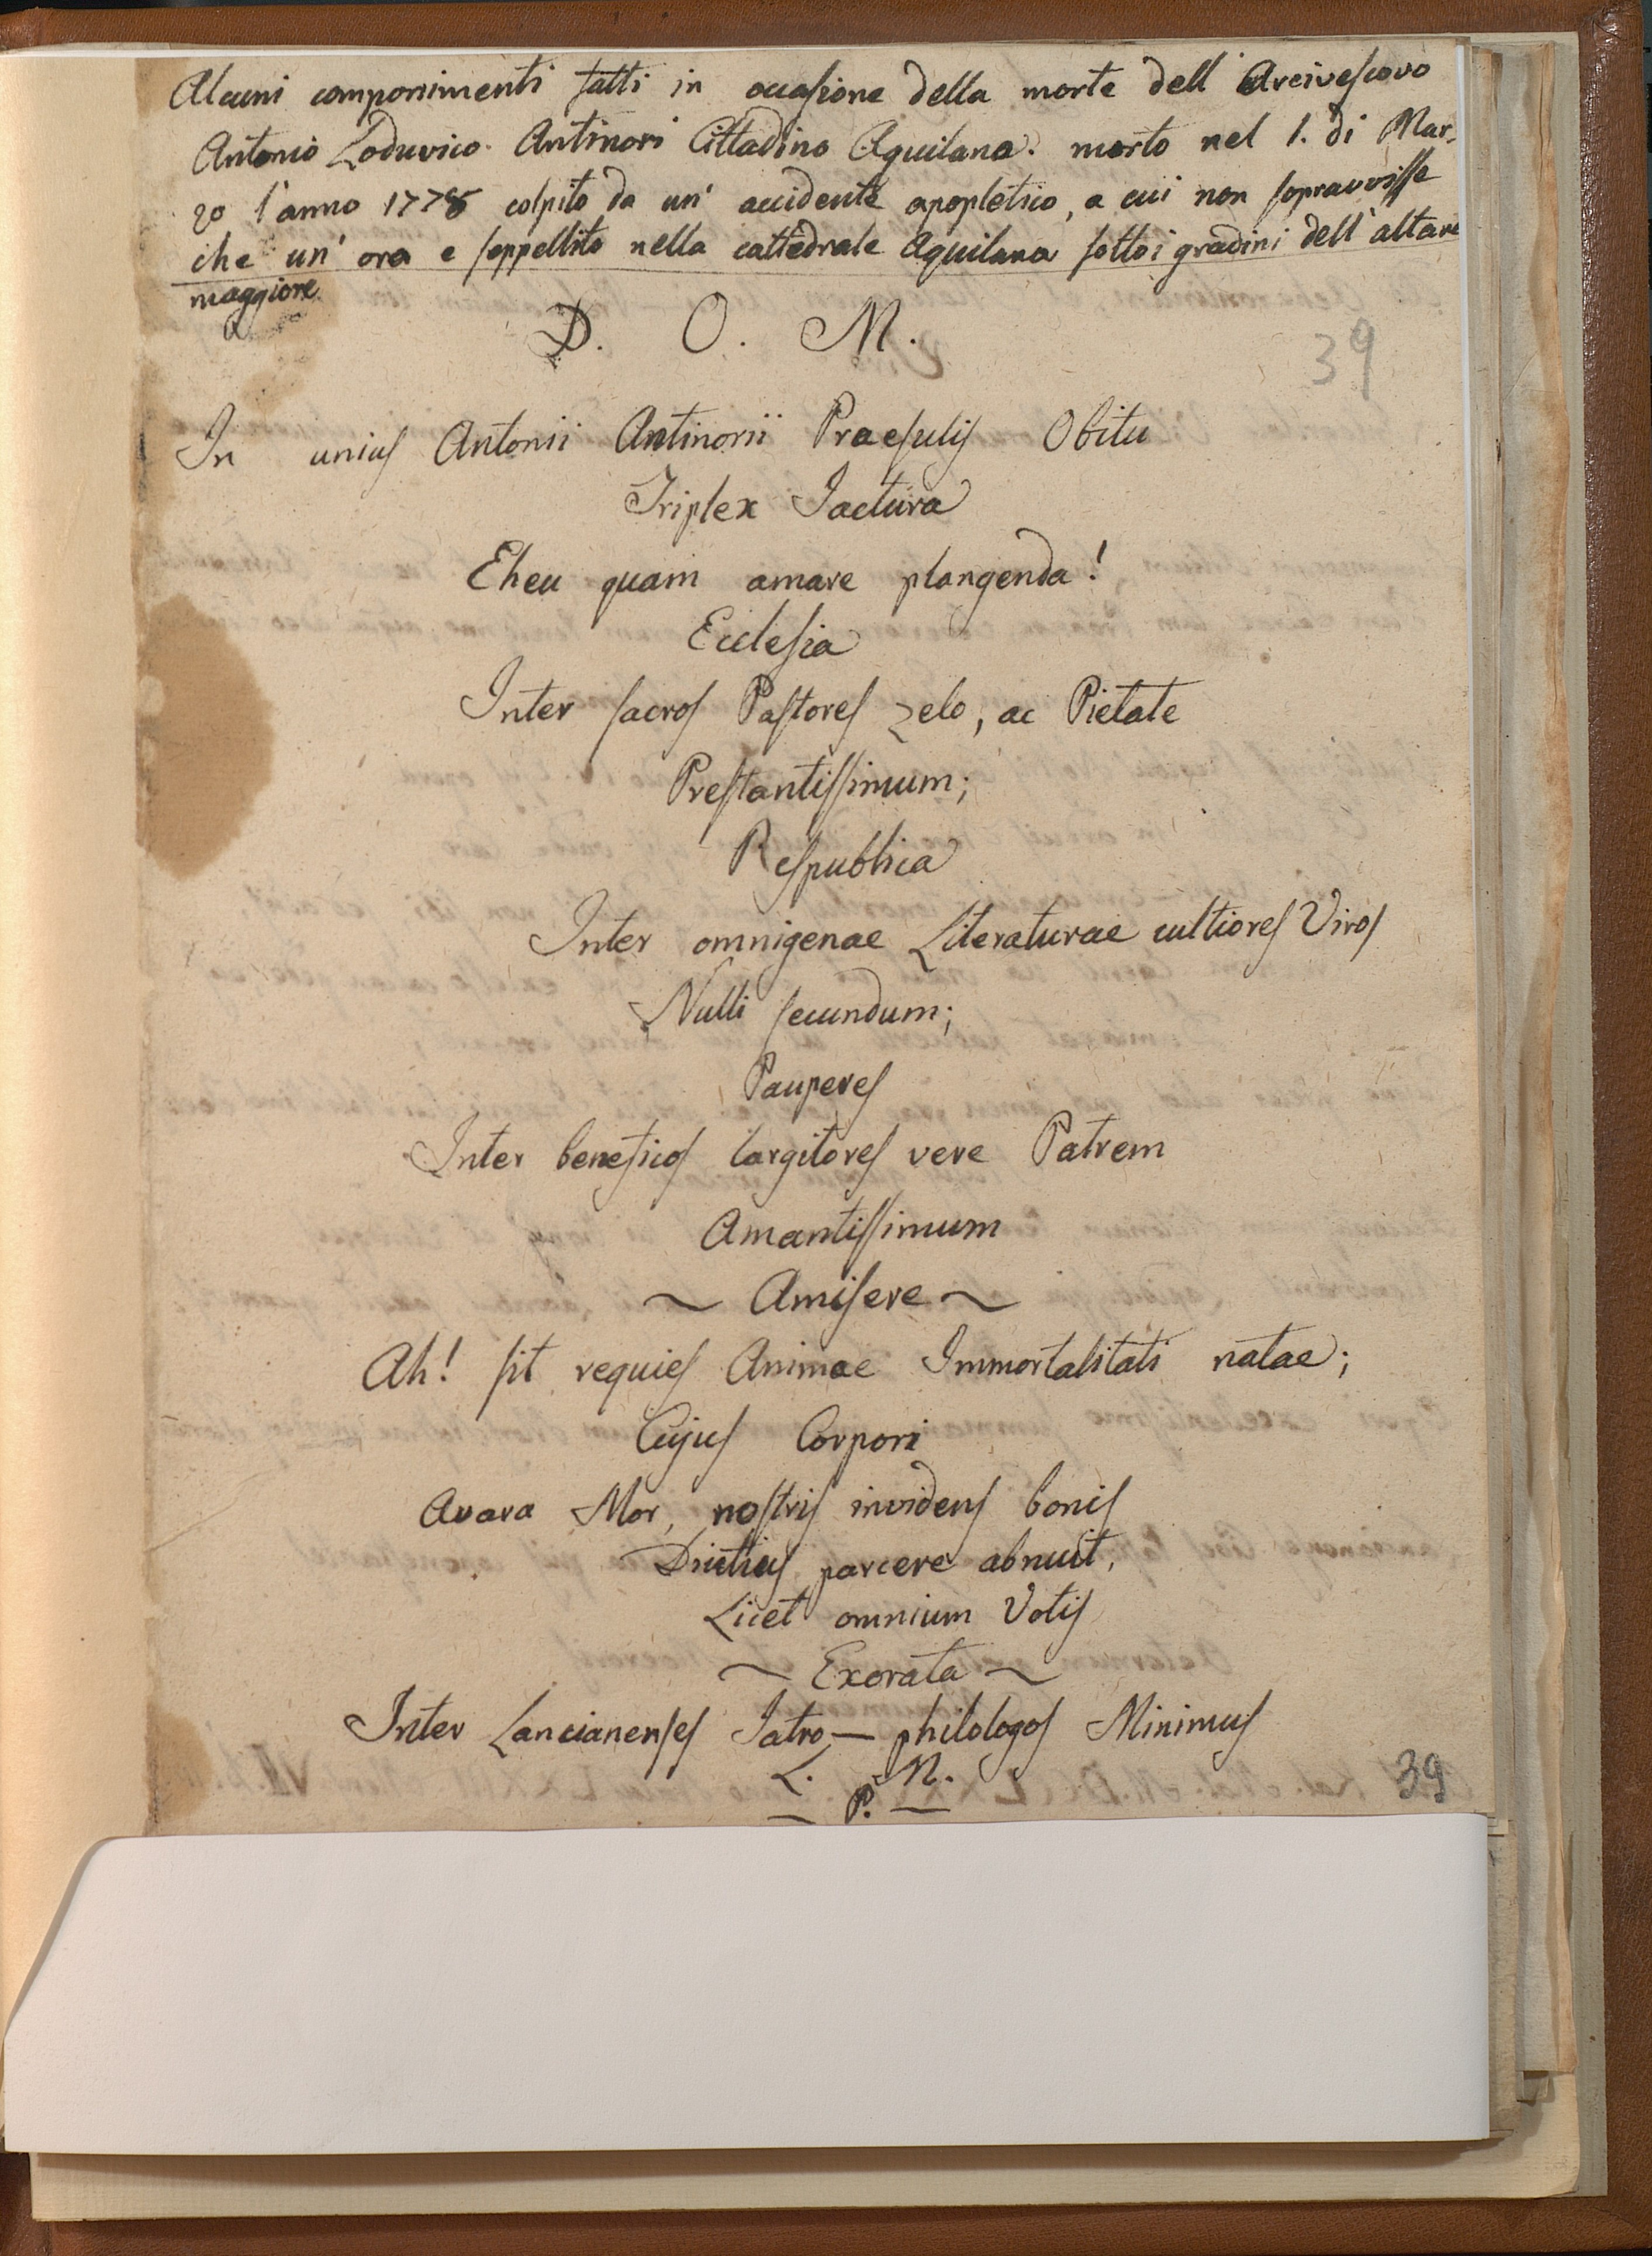 Alcuni componimenti fatti in occasione della morte dell' Arcivescovo
Antonio Loduvico Antinori Cittadino Aquilano. morto nel 1. di Mar-
zo l'anno 1778 colpito da un' accidente apopletico, a cui non sopravvisse
che un' ora e seppellito nella cattedrale Aquilana sotto i gradini dell' altare
maggiore
D. O. M.
39
In unius Antonii Antinorii Praesulis Obitu
Triplex Iactura
Eheu quam amare plangenda!
Ecclesia
Inter sacros Pastores zelo, ac Pietate
Prestantissimum;
Respublica
Inter omnigenae Literaturae cultiores Viros
Nulli secundum;
Pauperes
Inter beneficos largitores vere Patrem
Amantissimum
~ Amisere ~
Ah! sit requies Animae Immortalitati natae;
Cujus Corpori
Avara Mor, nostris invidens bonis
Diutius parcere abnuit,
Licet omnium Votis
~ Exorata ~
Inter Lancianenses Iatro-philologos Minimus
L. N.
P.
39